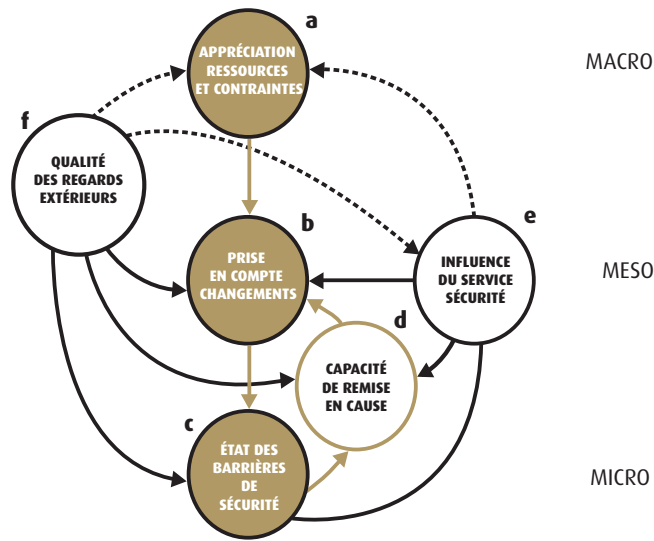 a
APPRÉCIATION
RESSOURCES
ET CONTRAINTES
MACRO
f
QUALITÉ
DES REGARDS
EXTÉRIEURS
b
PRISE
EN COMPTE
CHANGEMENTS
e
INFLUENCE
DU SERVICE
SÉCURITÉ
MESO
d
CAPACITÉ
DE REMISE
EN CAUSE
c
ÉTAT DES
BARRIÈRES
DE
SÉCURITÉ
MICRO